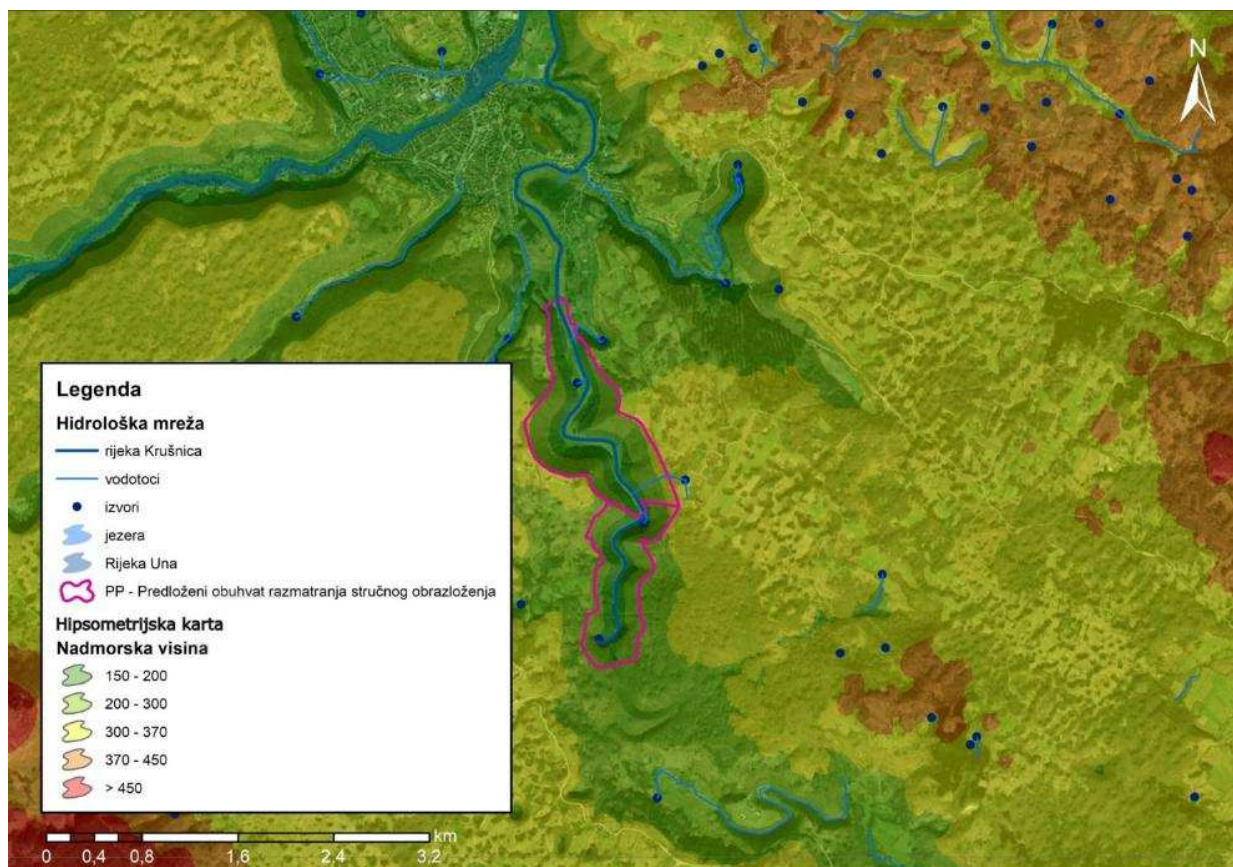 N
Legenda
Hidrološka mreža
rijeka Krušnica
vodotoci
izvori
jezera
Rijeka Una
PP - Predloženi obuhvat razmatranja stručnog obrazloženja
Hipsometrijska karta
Nadmorska visina
150 - 200
200 - 300
300 - 370
370 - 450
> 450
km
0 0,4 0,8 1,6 2,4 3,2